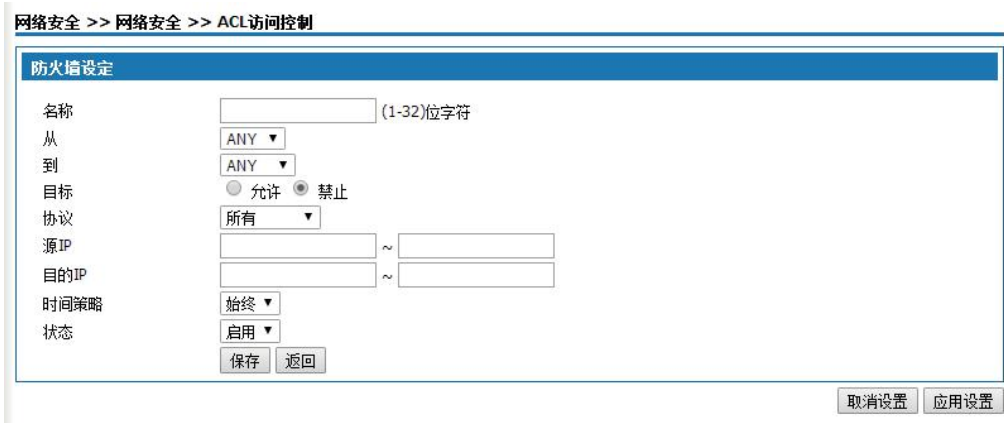 网络安全 >> 网络安全 >> ACL访问控制
防火墙设定
名称 (1-32)位字符
从 ANY
到 ANY
目标 允许 禁止
协议 所有
源IP ~
目的IP ~
时间策略 始终
状态 启用
保存 返回
取消设置 应用设置